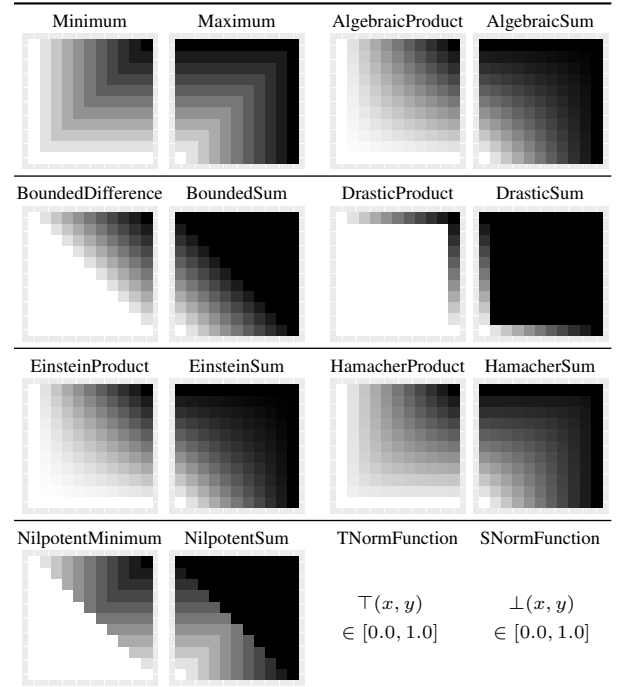 Minimum Maximum AlgebraicProduct AlgebraicSum
BoundedDifference BoundedSum DrasticProduct DrasticSum
EinsteinProduct EinsteinSum HamacherProduct HamacherSum
NilpotentMinimum NilpotentSum TNormFunction SNormFunction
⊤(x, y) ⊥(x, y)
∈ [0.0, 1.0] ∈ [0.0, 1.0]